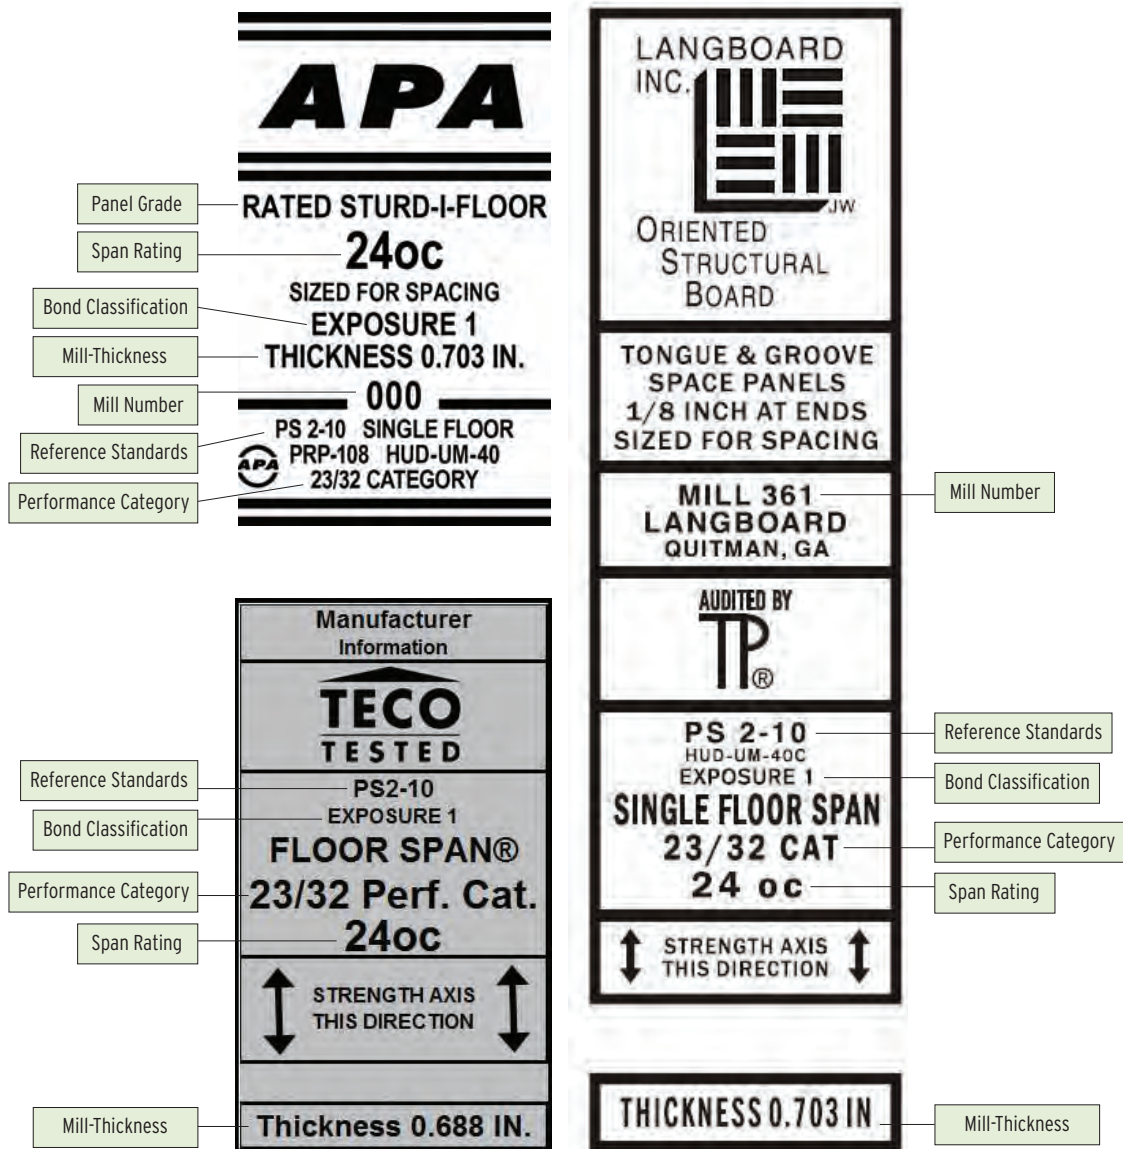 APA
Panel Grade
RATED STURD-I-FLOOR
Span Rating
24oc
SIZED FOR SPACING
Bond Classification
EXPOSURE 1
Mill-Thickness
THICKNESS 0.703 IN.
Mill Number
000
Reference Standards
PS 2-10 SINGLE FLOOR
APA
PRP-108 HUD-UM-40
Performance Category
23/32 CATEGORY
Manufacturer
Information
TECO
TESTED
Reference Standards
PS2-10
Bond Classification
EXPOSURE 1
FLOOR SPAN®
Performance Category
23/32 Perf. Cat.
Span Rating
24oc
STRENGTH AXIS
THIS DIRECTION
Mill-Thickness
Thickness 0.688 IN.
LANGBOARD
INC.
JW
ORIENTED
STRUCTURAL
BOARD
TONGUE & GROOVE
SPACE PANELS
1/8 INCH AT ENDS
SIZED FOR SPACING
MILL 361
Mill Number
LANGBOARD
QUITMAN, GA
AUDITED BY
TP®
PS 2-10
Reference Standards
HUD-UM-40C
EXPOSURE 1
Bond Classification
SINGLE FLOOR SPAN
23/32 CAT
Performance Category
24 oc
Span Rating
STRENGTH AXIS
THIS DIRECTION
THICKNESS 0.703 IN
Mill-Thickness